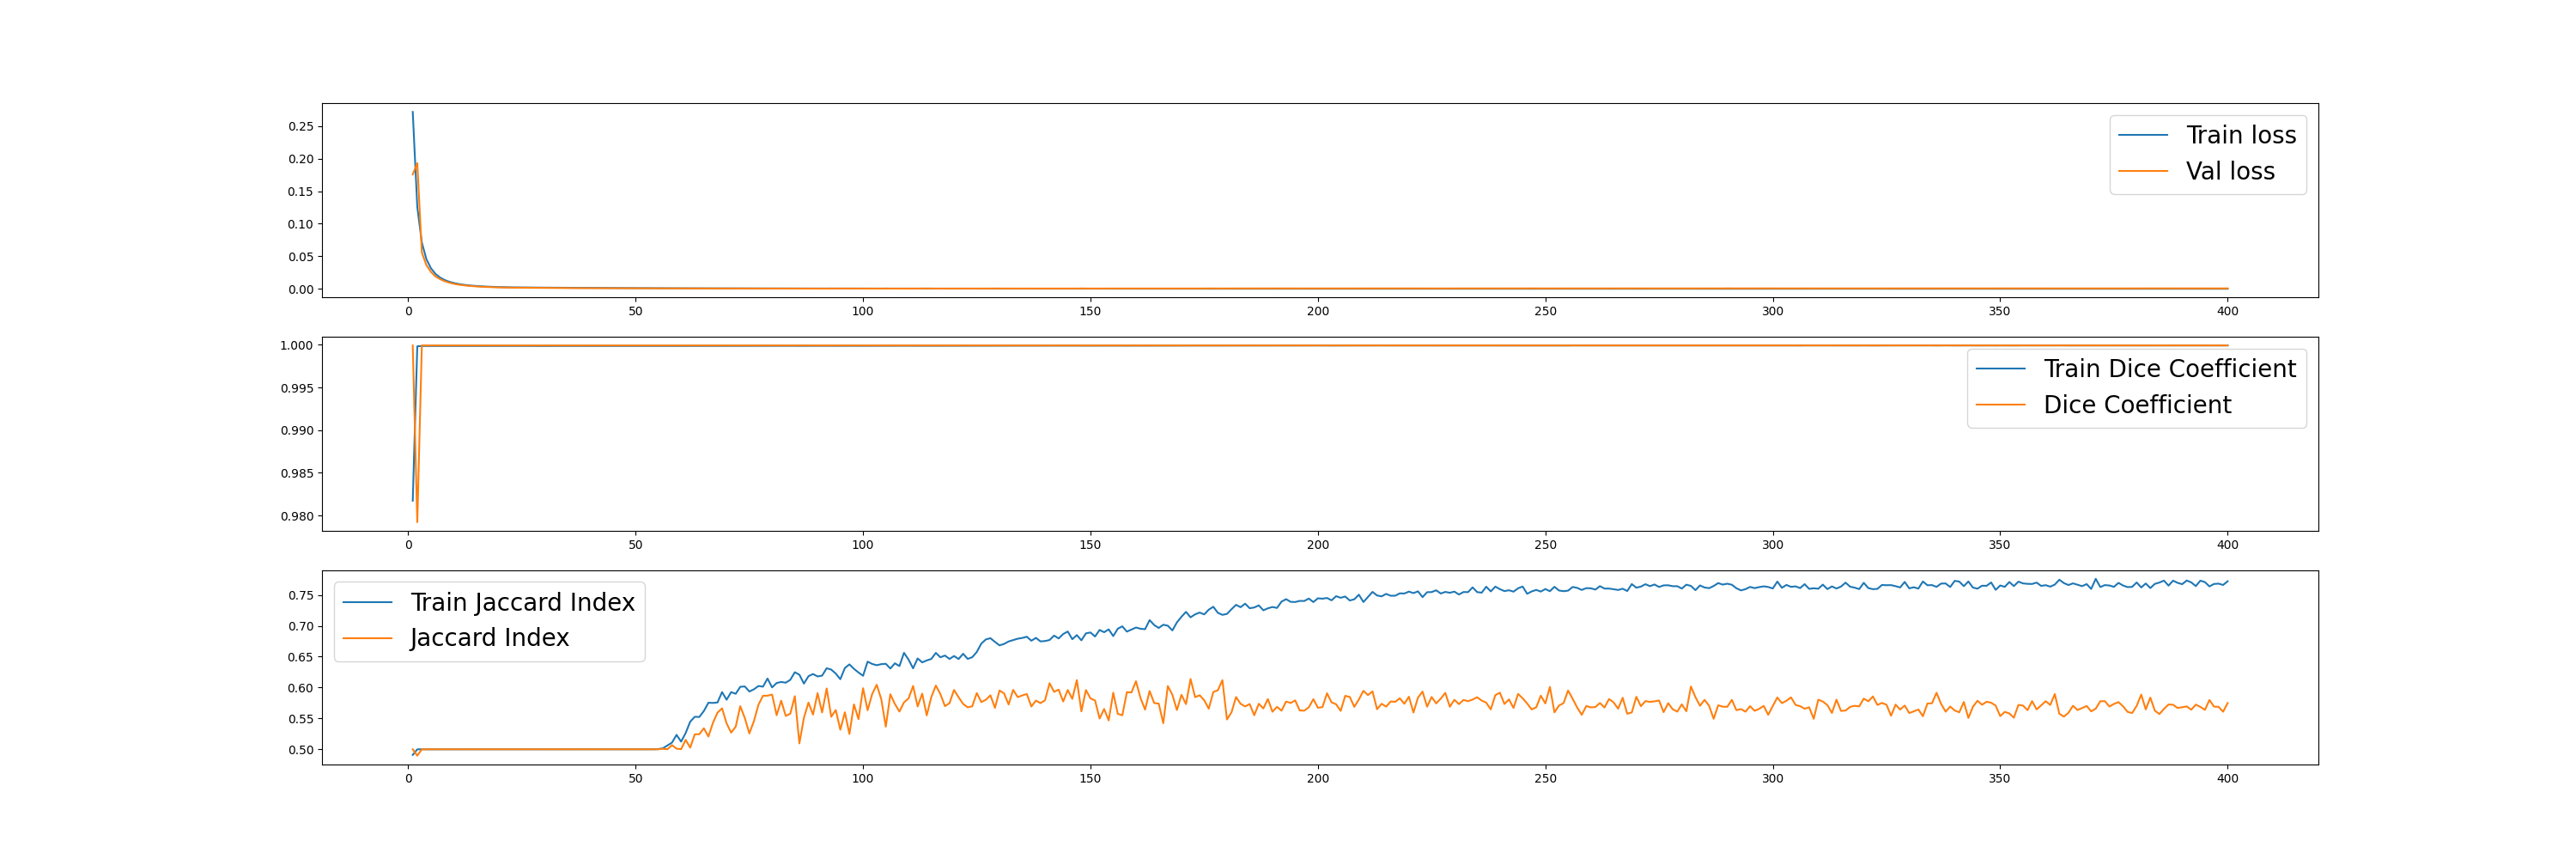 0.25
0.20
0.15
0.10
0.05
0.00
Train loss
Val loss
0 50 100 150 200 250 300 350 400
1.000
0.995
0.990
0.985
0.980
Train Dice Coefficient
Dice Coefficient
0 50 100 150 200 250 300 350 400
0.75
0.70
0.65
0.60
0.55
0.50
Train Jaccard Index
Jaccard Index
0 50 100 150 200 250 300 350 400